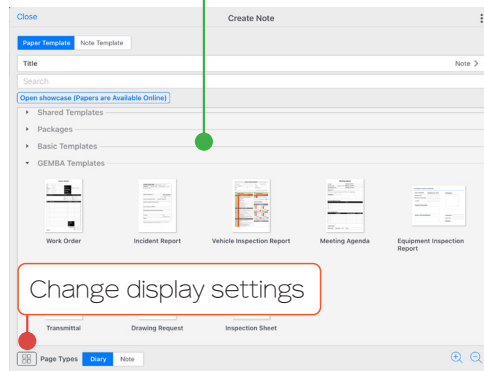 Close
Create Note
Paper Template
Note Template
Title
Note >
Search
Open showcase (Papers are Available Online)
Shared Templates
Packages
Basic Templates
GEMBA Templates
Work Order
Incident Report
Vehicle Inspection Report
Meeting Agenda
Equipment Inspection
Report
Change display settings
Transmittal
Drawing Request
Inspection Sheet
Page Types
Diary
Note